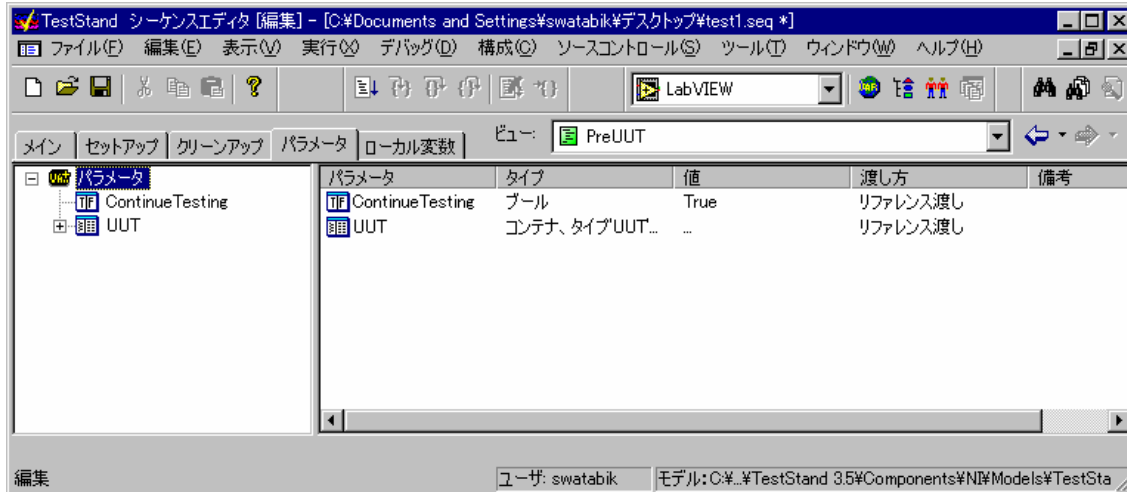 TestStand シーケンスエディタ [編集] - [C:¥Documents and Settings¥swatabik¥デスクトップ¥test1.seq *]
ファイル(F) 編集(E) 表示(V) 実行(X) デバッグ(D) 構成(C) ソースコントロール(S) ツール(T) ウィンドウ(W) ヘルプ(H)
LabVIEW
メイン セットアップ クリーンアップ パラメータ ローカル変数 ビュー: PreUUT
パラメータ
ContinueTesting
UUT
パラメータ タイプ 値 渡し方 備考
ContinueTesting ブール True リファレンス渡し
UUT コンテナ、タイプUUT... ... リファレンス渡し
編集 ユーザ: swatabik モデル: C:¥...¥TestStand 3.5¥Components¥NI¥Models¥TestSta